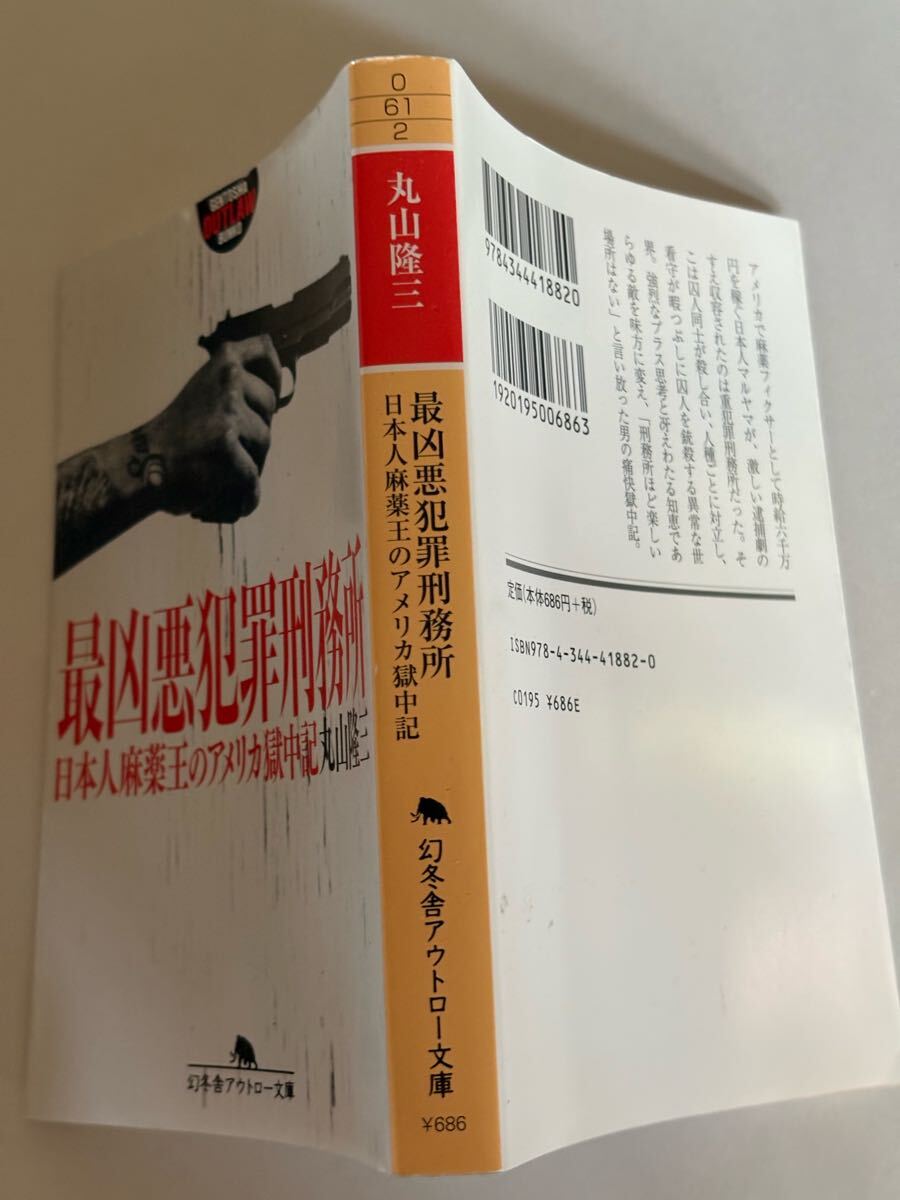 GENTOSHA
OUTLAW
BUNKO
最凶悪犯罪刑務所
日本人麻薬王のアメリカ獄中記 丸山隆三
幻冬舎アウトロー文庫
O
61
2
丸山隆三
最凶悪犯罪刑務所
日本人麻薬王のアメリカ獄中記
幻冬舎アウトロー文庫
¥686
9784344418820
1920195006863
アメリカで麻薬フィクサーとして時給六千万
円を稼ぐ日本人マルヤマが、激しい逮捕劇の
すえ収容されたのは重犯罪刑務所だった。そ
こは囚人同士が殺し合い、人種ごとに対立し、
看守が暇つぶしに囚人を銃殺する異常な世
界。強烈なプラス思考と冴えわたる知恵であ
らゆる敵を味方に変え、「刑務所ほど楽しい
場所はない」と言い放った男の痛快獄中記。
定価(本体686円+税)
ISBN978-4-344-41882-0
C0195 ¥686E